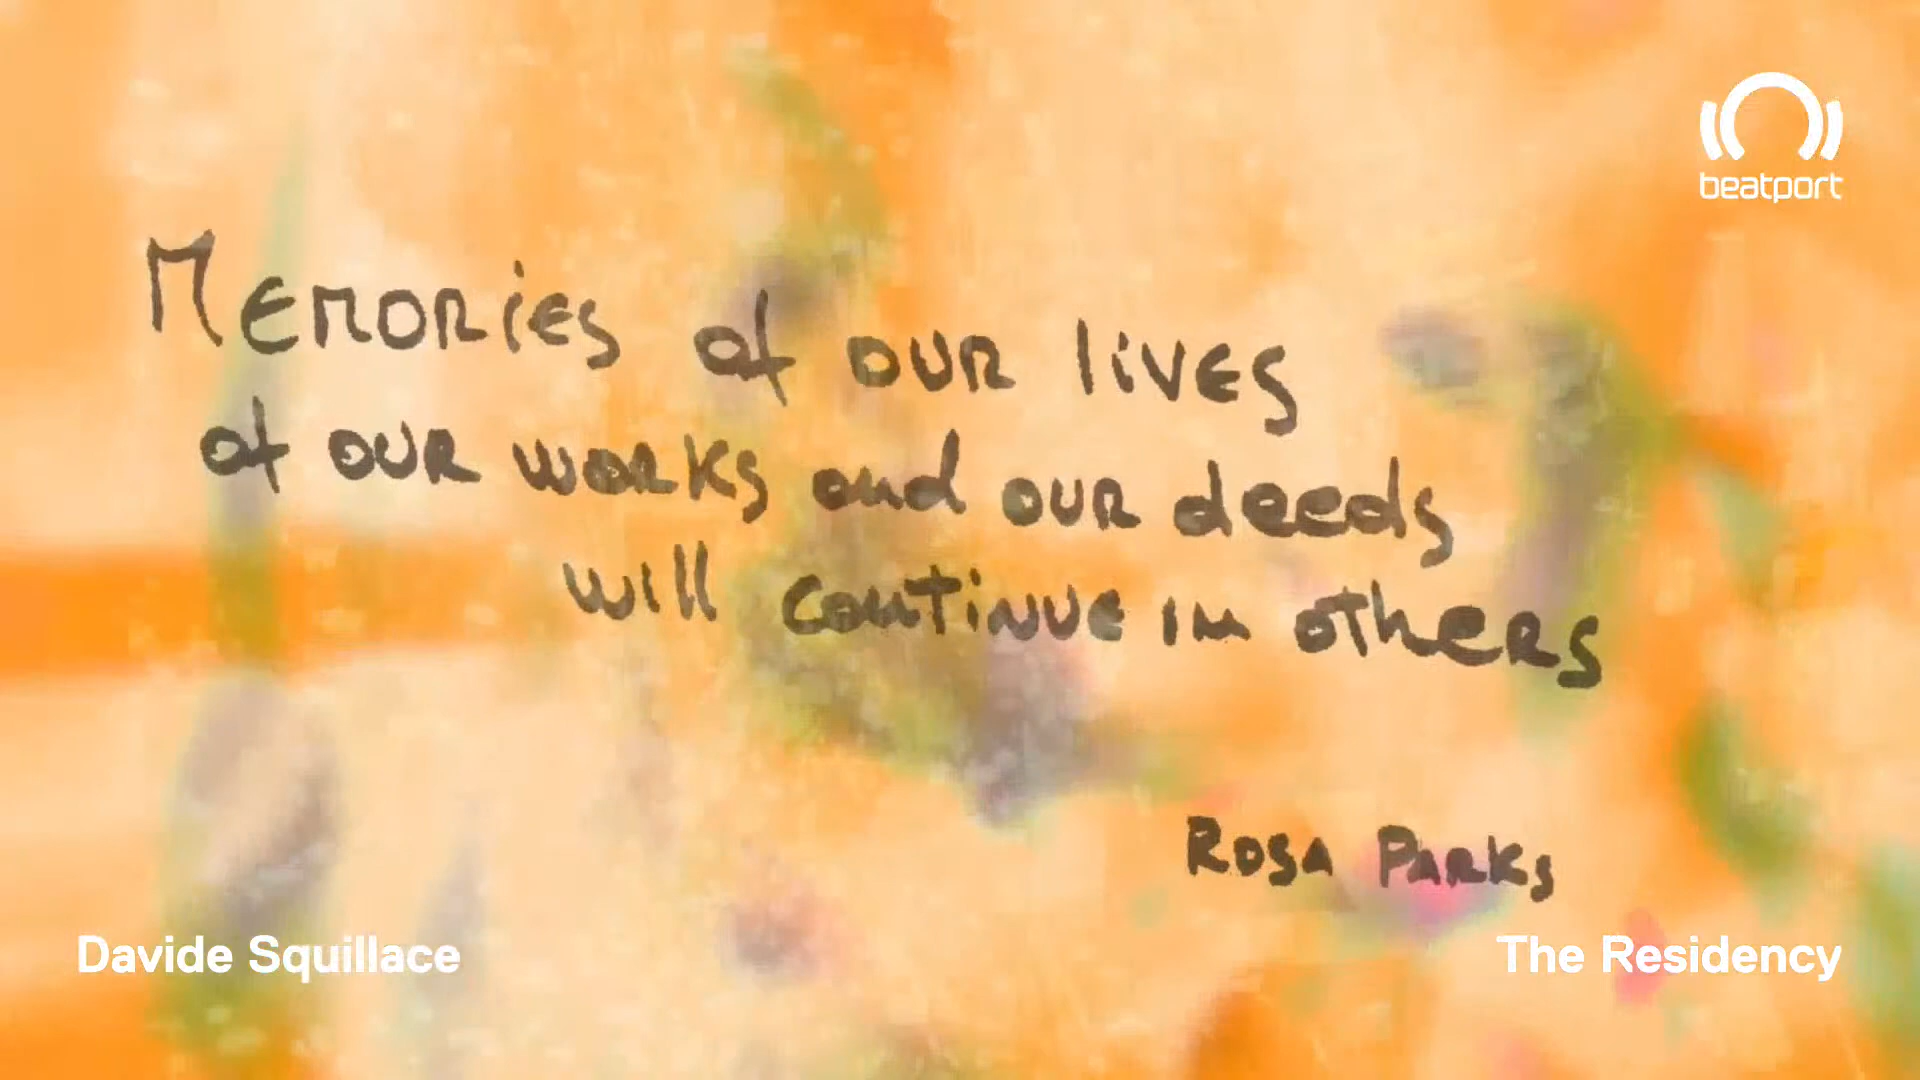 beatport
Memories of our lives
of our works and our deeds
will continue in others
Rosa Parks
Davide Squillace
The Residency